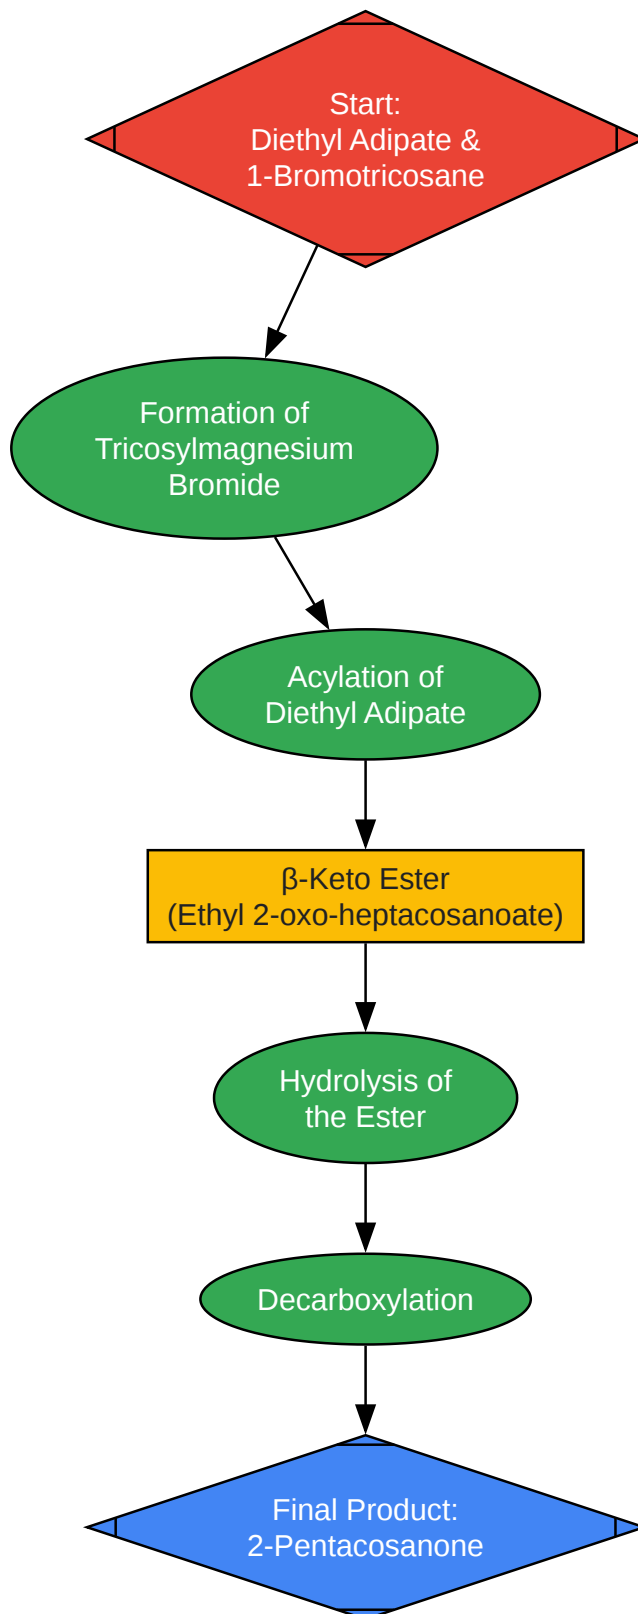 Start:
Diethyl Adipate &
1-Bromotricosane
Formation of
Tricosylmagnesium
Bromide
Acylation of
Diethyl Adipate
β-Keto Ester
(Ethyl 2-oxo-heptacosanoate)
Hydrolysis of
the Ester
Decarboxylation
Final Product:
2-Pentacosanone